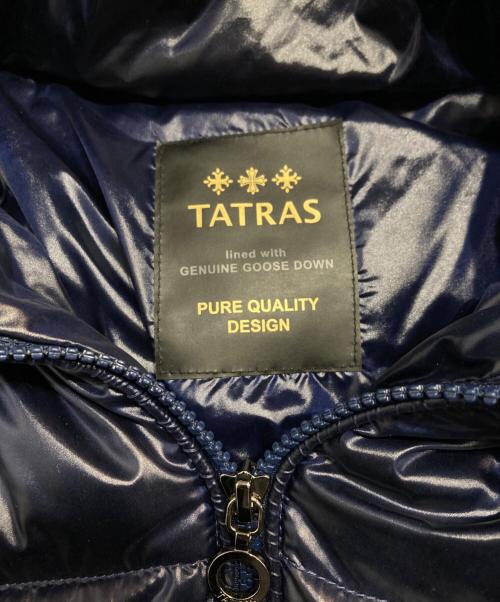 TATRAS
lined with
GENUINE GOOSE DOWN
PURE QUALITY
DESIGN